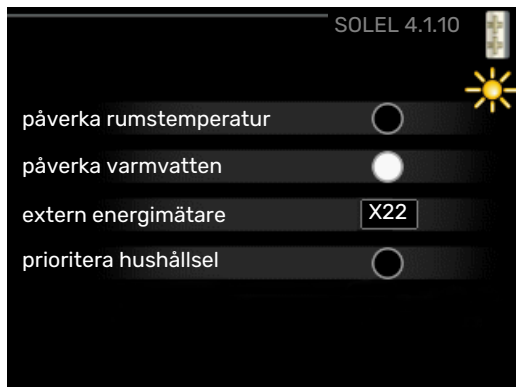 SOLEL 4.1.10
påverka rumstemperatur
påverka varmvatten
extern energimätare X22
prioritera hushållsel